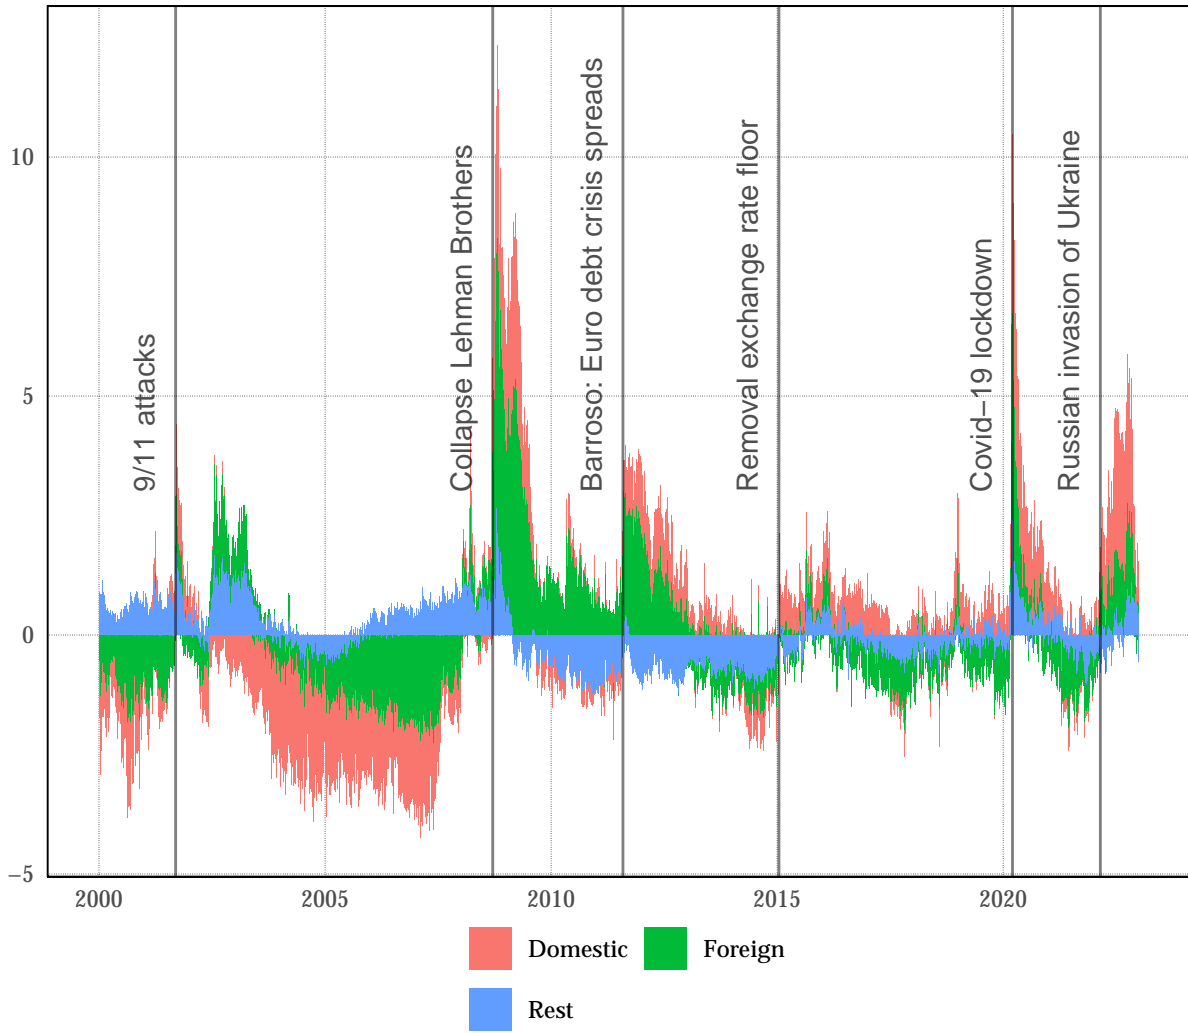 10
5
0
−5
9/11 attacks
Collapse Lehman Brothers
Barroso: Euro debt crisis spreads
Removal exchange rate floor
Covid−19 lockdown
Russian invasion of Ukraine
2000 2005 2010 2015 2020
Domestic Foreign
Rest